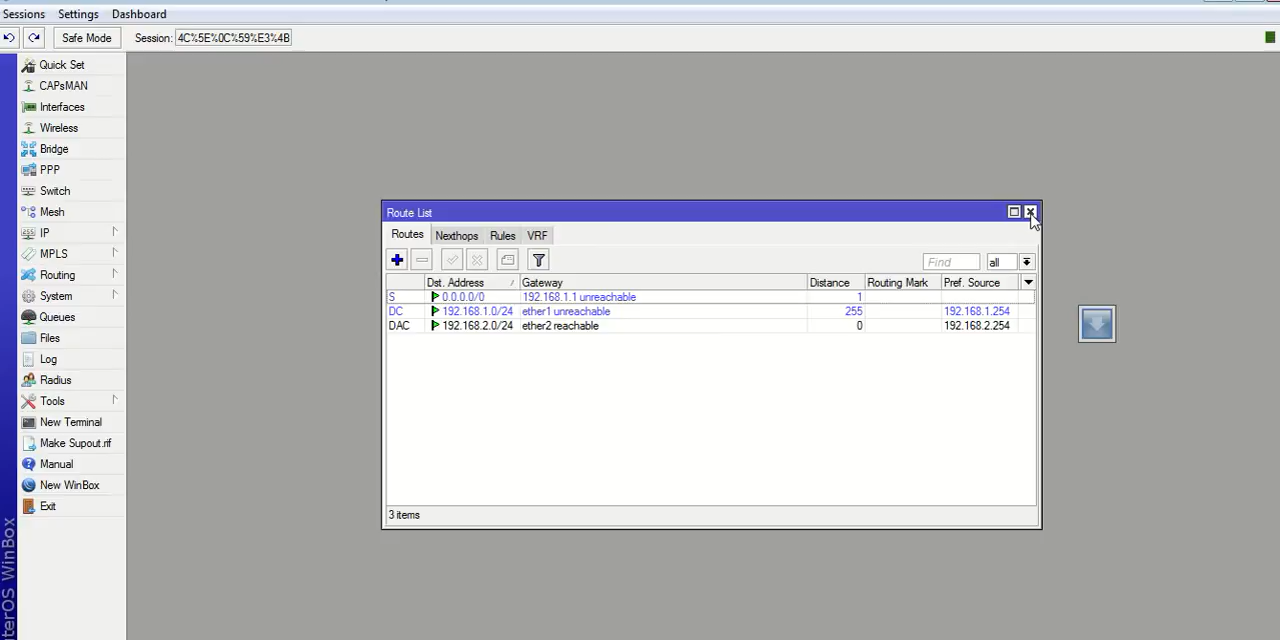 Sessions Settings Dashboard
Safe Mode Session: 4C%5E%0C%59%E3%4B
Quick Set
CAPsMAN
Interfaces
Wireless
Bridge
PPP
Switch
Mesh
IP
MPLS
Routing
System
Queues
Files
Log
Radius
Tools
New Terminal
Make Supout.rif
Manual
New WinBox
Exit
terOS WinBox
Route List
Routes Nexthops Rules VRF
Find all
Dst. Address Gateway Distance Routing Mark Pref. Source
S 0.0.0.0/0 192.168.1.1 unreachable 1
DC 192.168.1.0/24 ether1 unreachable 255 192.168.1.254
DAC 192.168.2.0/24 ether2 reachable 0 192.168.2.254
3 items